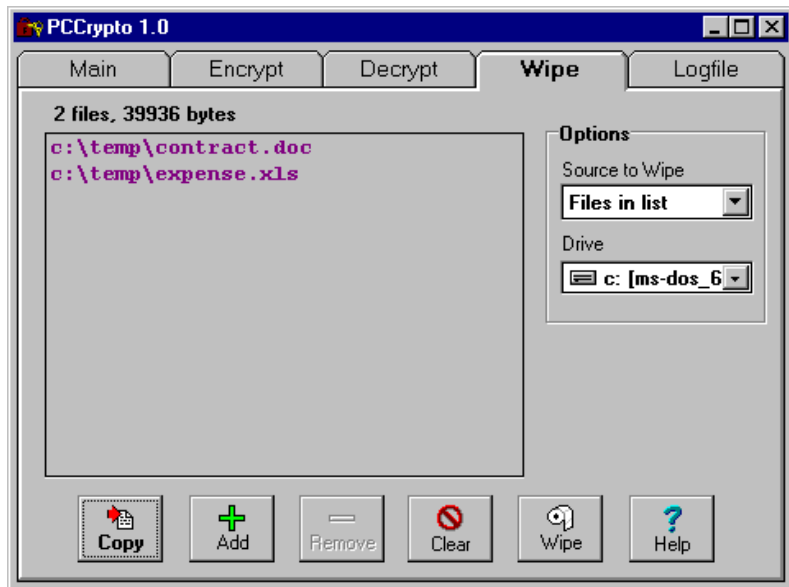 PCCrypto 1.0
Main Encrypt Decrypt Wipe Logfile
2 files, 39936 bytes
c:\temp\contract.doc
c:\temp\expense.xls
Options
Source to Wipe
Files in list
Drive
c: [ms-dos_6
Copy Add Remove Clear Wipe Help